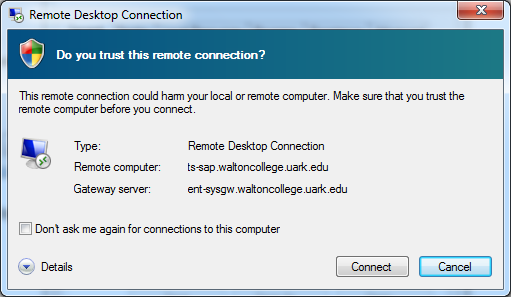 Remote Desktop Connection
Do you trust this remote connection?
This remote connection could harm your local or remote computer. Make sure that you trust the
remote computer before you connect.
Type: Remote Desktop Connection
Remote computer: ts-sap.waltoncollege.uark.edu
Gateway server: ent-sysgw.waltoncollege.uark.edu
Don't ask me again for connections to this computer
Details Connect Cancel